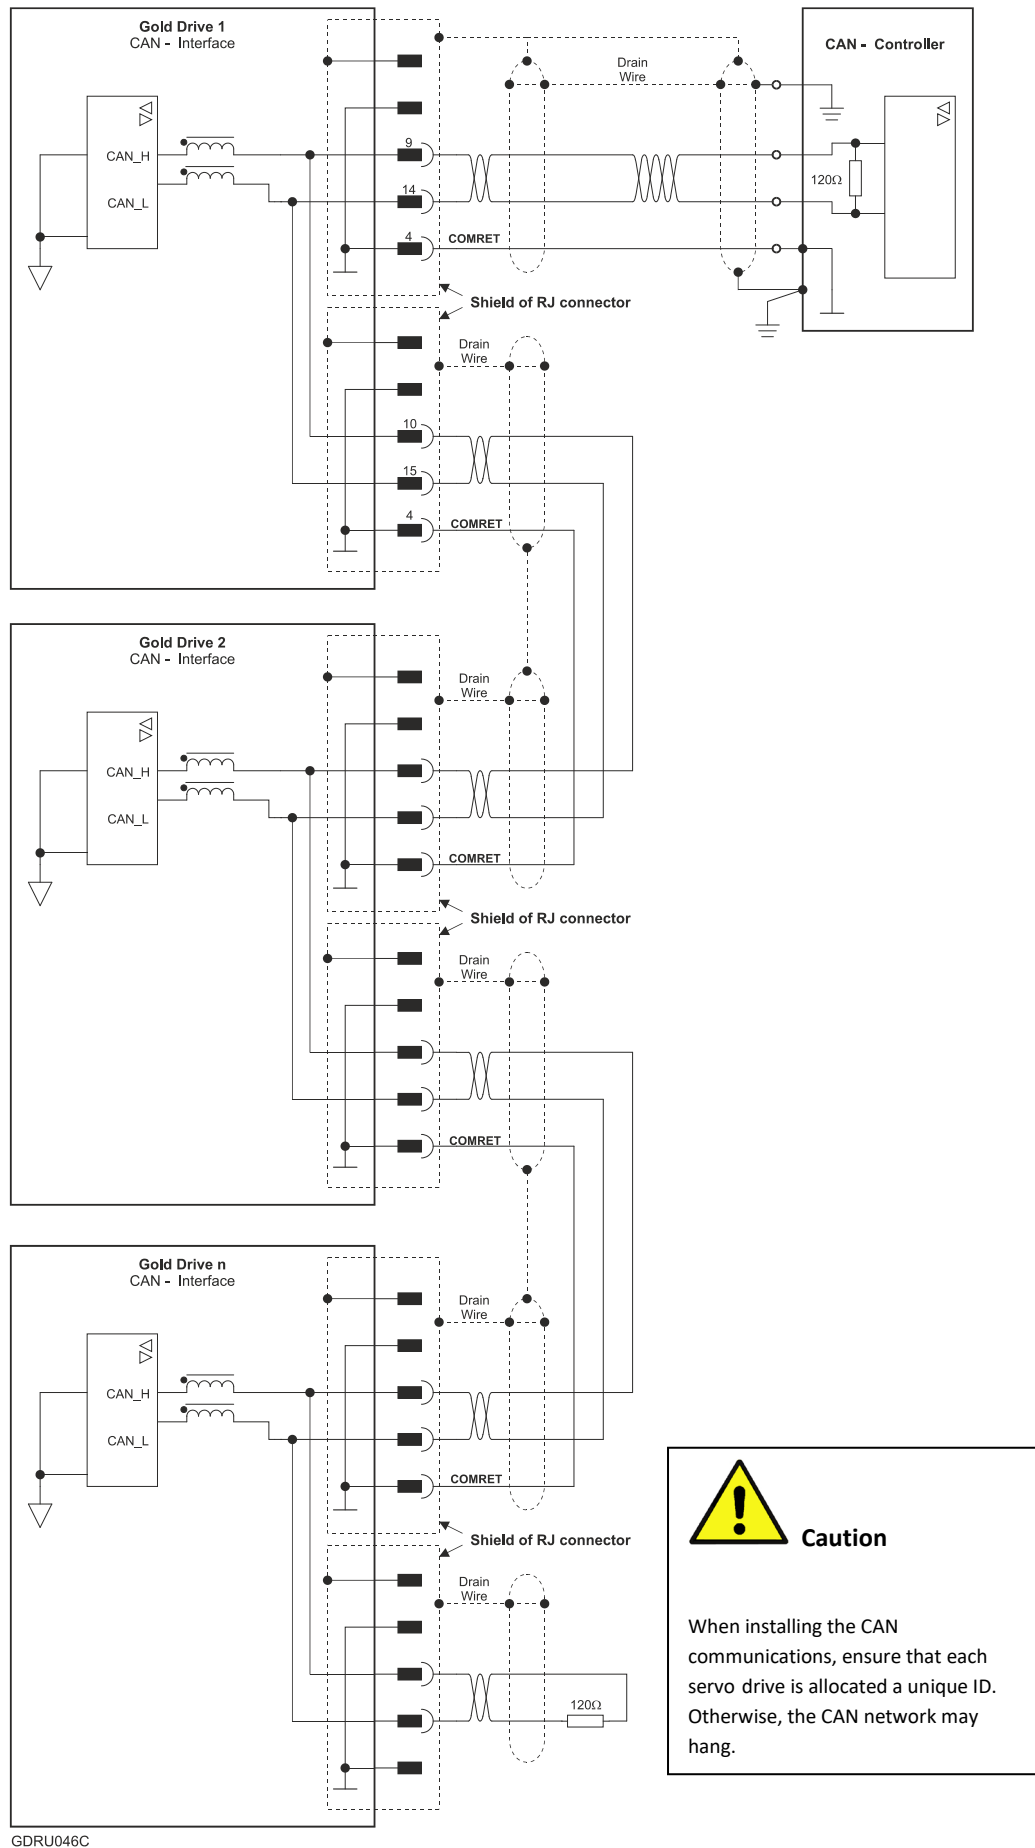 Gold Drive 1
CAN - Interface
CAN - Controller
Drain
Wire
CAN_H
CAN_L
9
14
4
COMRET
120Ω
Shield of RJ connector
Drain
Wire
10
15
4
COMRET
Gold Drive 2
CAN - Interface
Drain
Wire
CAN_H
CAN_L
COMRET
Shield of RJ connector
Drain
Wire
COMRET
Gold Drive n
CAN - Interface
Drain
Wire
CAN_H
CAN_L
COMRET
Shield of RJ connector
Drain
Wire
120Ω
Caution
When installing the CAN
communications, ensure that each
servo drive is allocated a unique ID.
Otherwise, the CAN network may
hang.
GDRU046C